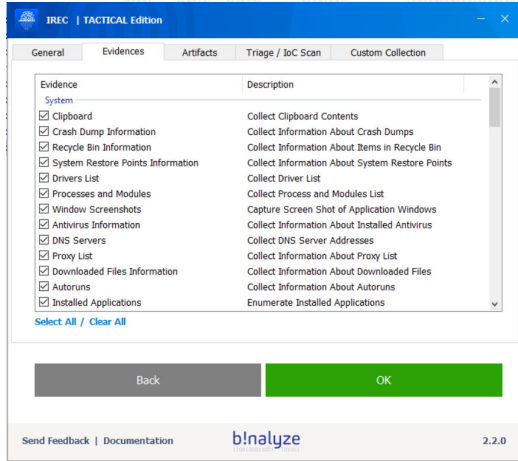 IREC | TACTICAL Edition
General Evidences Artifacts Triage / IoC Scan Custom Collection
Evidence Description
System
Clipboard Collect Clipboard Contents
Crash Dump Information Collect Information About Crash Dumps
Recycle Bin Information Collect Information About Items in Recycle Bin
System Restore Points Information Collect Information About System Restore Points
Drivers List Collect Driver List
Processes and Modules Collect Process and Modules List
Window Screenshots Capture Screen Shot of Application Windows
Antivirus Information Collect Information About Installed Antivirus
DNS Servers Collect DNS Server Addresses
Proxy List Collect Information About Proxy List
Downloaded Files Information Collect Information About Downloaded Files
Autoruns Collect Information About Autoruns
Installed Applications Enumerate Installed Applications
Select All / Clear All
Back OK
Send Feedback | Documentation b!nalyze 2.2.0